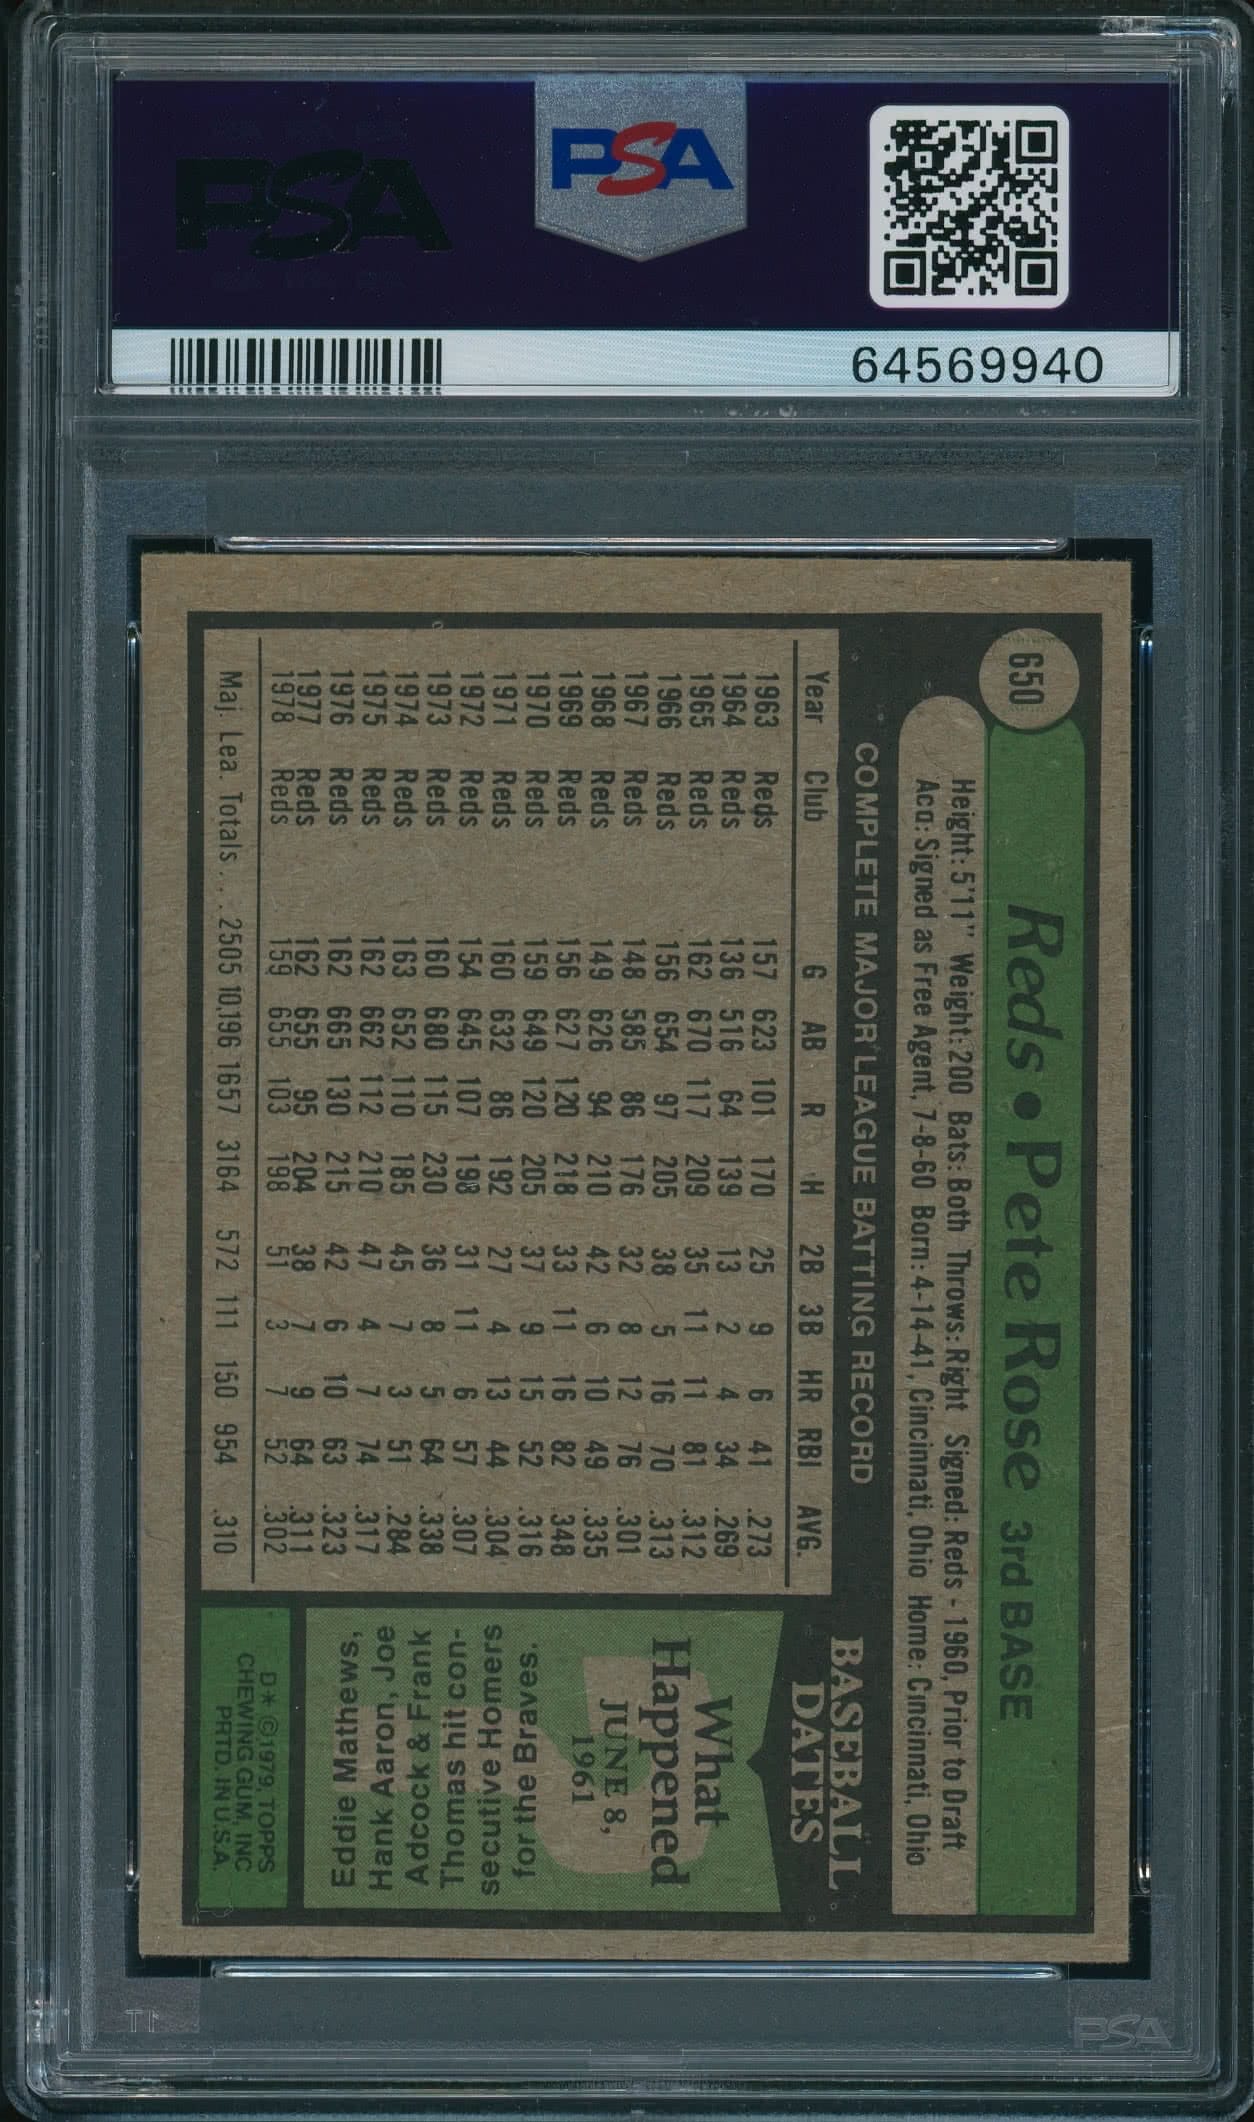 PSA
PSA
64569940
650
Reds • Pete Rose 3rd BASE
Height: 5'11" Weight: 200 Bats: Both Throws: Right Signed: Reds - 1960, Prior to Draft
Acq: Signed as Free Agent, 7-8-60 Born: 4-14-41, Cincinnati, Ohio Home: Cincinnati, Ohio
COMPLETE MAJOR LEAGUE BATTING RECORD
Year Club G AB R H 2B 3B HR RBI AVG.
1963 Reds 157 623 101 170 25 9 6 41 .273
1964 Reds 136 516 64 139 13 2 4 34 .269
1965 Reds 162 670 117 209 35 11 11 81 .312
1966 Reds 156 654 97 205 38 5 16 70 .313
1967 Reds 148 585 86 176 32 8 12 76 .301
1968 Reds 149 626 94 210 42 6 10 49 .335
1969 Reds 156 627 120 218 33 11 16 82 .348
1970 Reds 159 649 120 205 37 9 15 52 .316
1971 Reds 160 632 86 192 27 4 13 44 .304
1972 Reds 154 645 107 198 31 11 6 57 .307
1973 Reds 160 680 115 230 36 8 5 64 .338
1974 Reds 163 652 110 185 45 7 3 51 .284
1975 Reds 162 662 112 210 47 4 7 74 .317
1976 Reds 162 665 130 215 42 6 10 63 .323
1977 Reds 162 655 95 204 38 7 9 64 .311
1978 Reds 159 655 103 198 51 3 7 52 .302
Maj. Lea. Totals... 2505 10,196 1657 3164 572 111 150 954 .310
BASEBALL
DATES
What
Happened
JUNE 8,
1961
Eddie Mathews,
Hank Aaron, Joe
Adcock & Frank
Thomas hit con-
secutive Homers
for the Braves.
D* ©1979, TOPPS
CHEWING GUM, INC
PRTD. IN U.S.A.
PSA